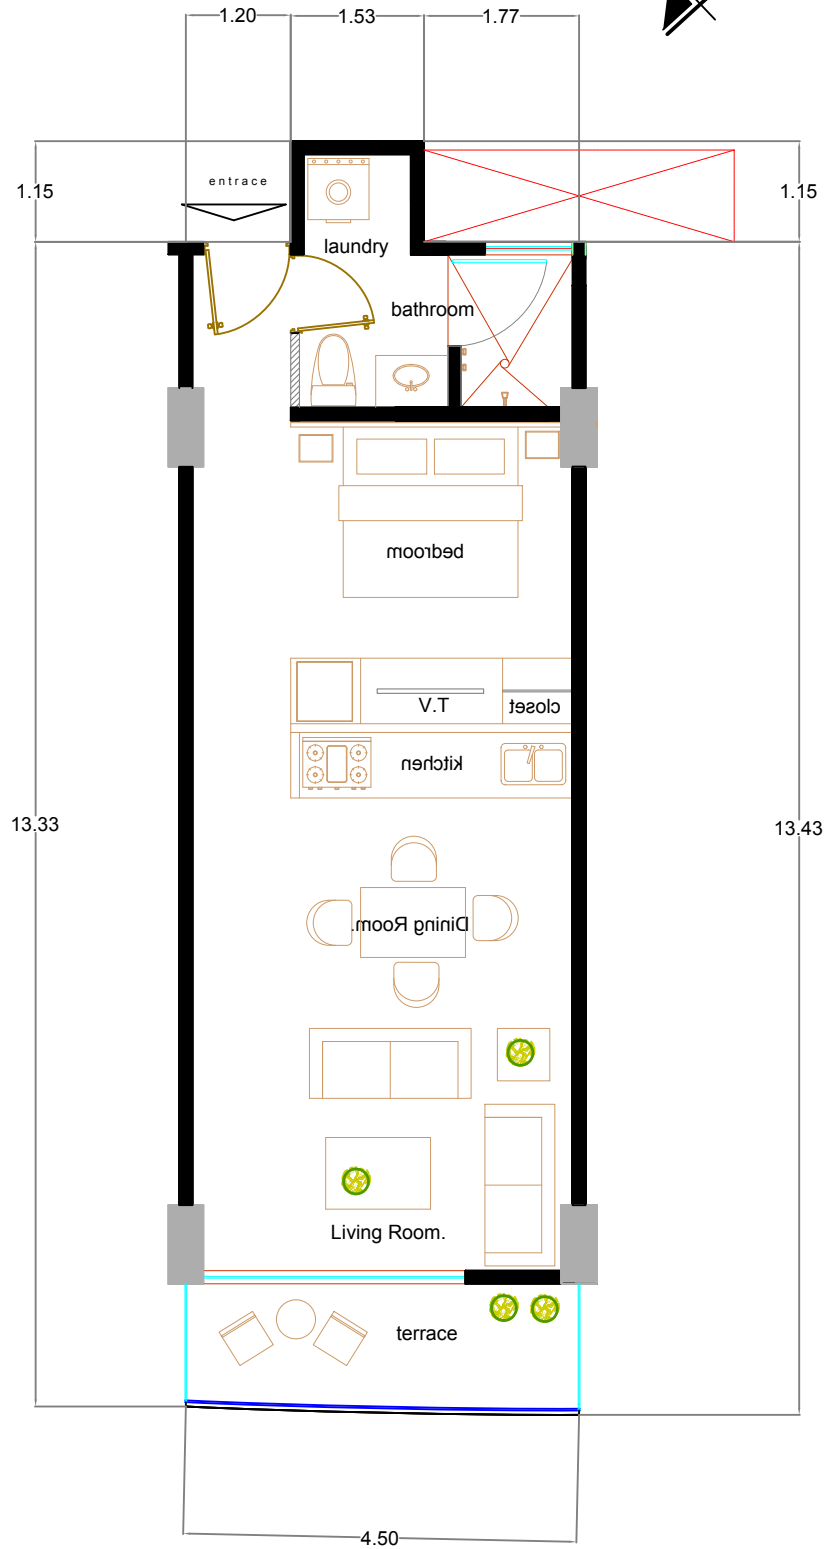 1.20
1.53
1.77
1.15
entrace
1.15
laundry
bathroom
bedroom
T.V
closet
kitchen
13.33
13.43
Dining Room.
Living Room.
terrace
4.50